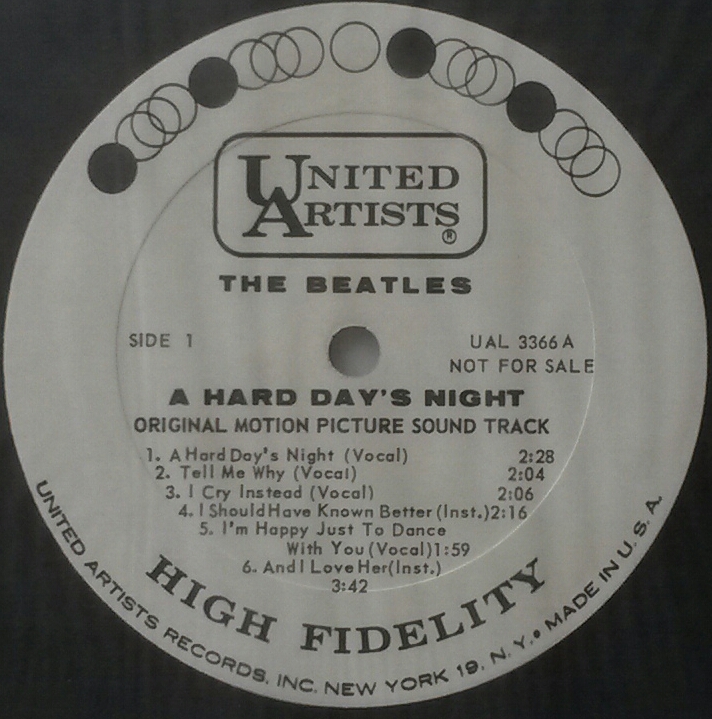 UNITED
ARTISTS®
THE BEATLES
SIDE 1
UAL 3366 A
NOT FOR SALE
A HARD DAY'S NIGHT
ORIGINAL MOTION PICTURE SOUND TRACK
1. A Hard Day's Night (Vocal) 2:28
2. Tell Me Why (Vocal) 2:04
3. I Cry Instead (Vocal) 2:06
4. I Should Have Known Better (Inst.) 2:16
5. I'm Happy Just To Dance
With You (Vocal) 1:59
6. And I Love Her (Inst.)
3:42
HIGH FIDELITY
UNITED ARTISTS RECORDS, INC. NEW YORK 19, N. Y. • MADE IN U. S. A.